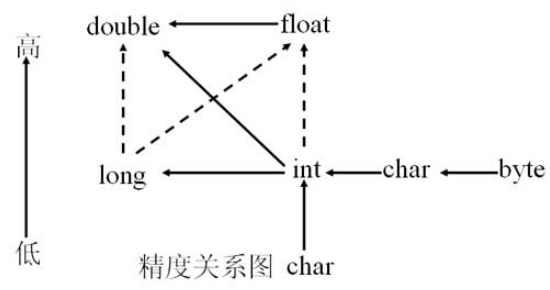 double float
高
long int char byte
低
精度关系图 char